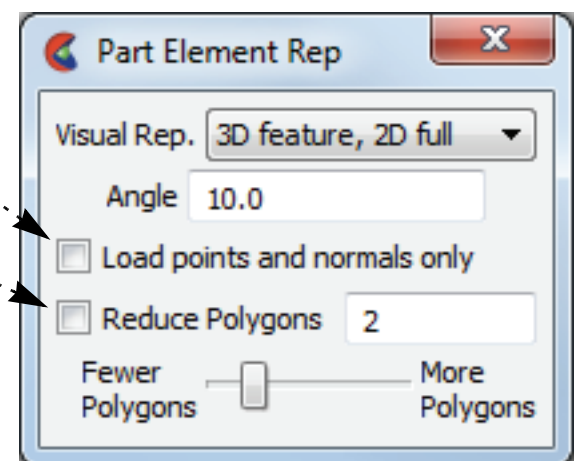 Part Element Rep
Visual Rep. 3D feature, 2D full
Angle 10.0
Load points and normals only
Reduce Polygons 2
Fewer Polygons More Polygons